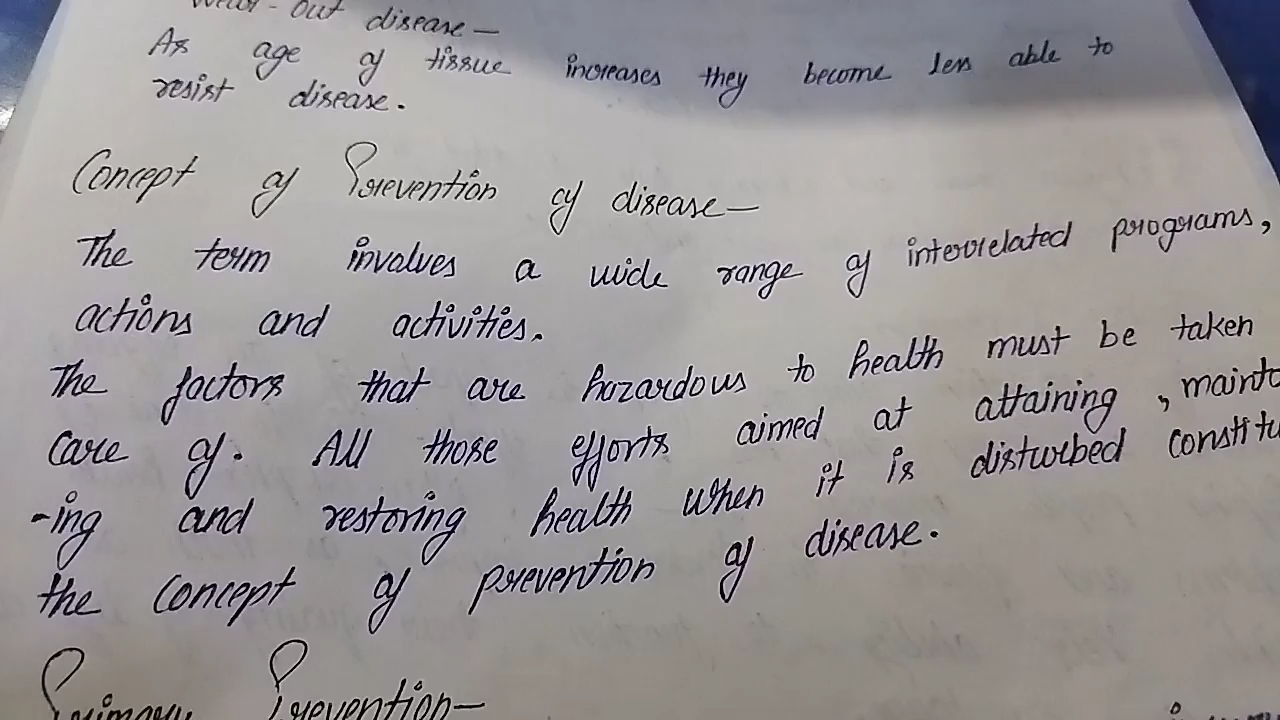 Wear-out disease—
As age of tissue increases they become less able to
resist disease.
Concept of Prevention of disease—
The term involves a wide range of interrelated programs,
actions and activities.
The factors that are hazardous to health must be taken
care of. All those efforts aimed at attaining, mainta
-ing and restoring health when it is disturbed constitu
the concept of prevention of disease.
Primary Prevention—